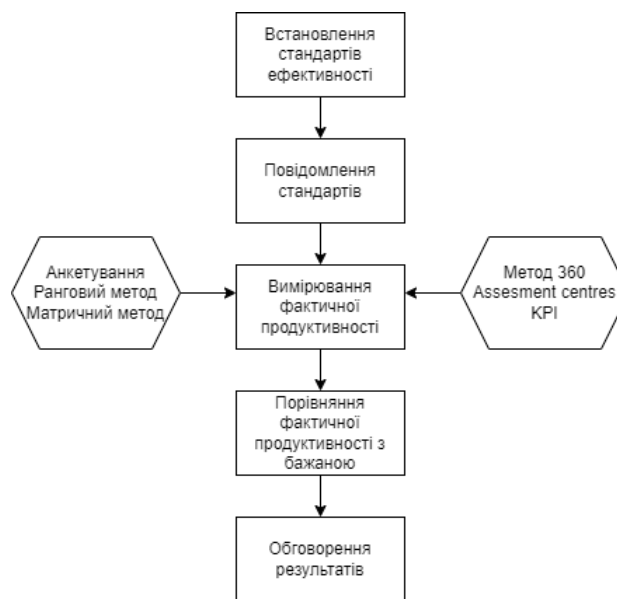 Встановлення
стандартів
ефективності
Повідомлення
стандартів
Анкетування
Ранговий метод
Матричний метод
Вимірювання
фактичної
продуктивності
Метод 360
Assesment centres
KPI
Порівняння
фактичної
продуктивності з
бажаною
Обговорення
результатів